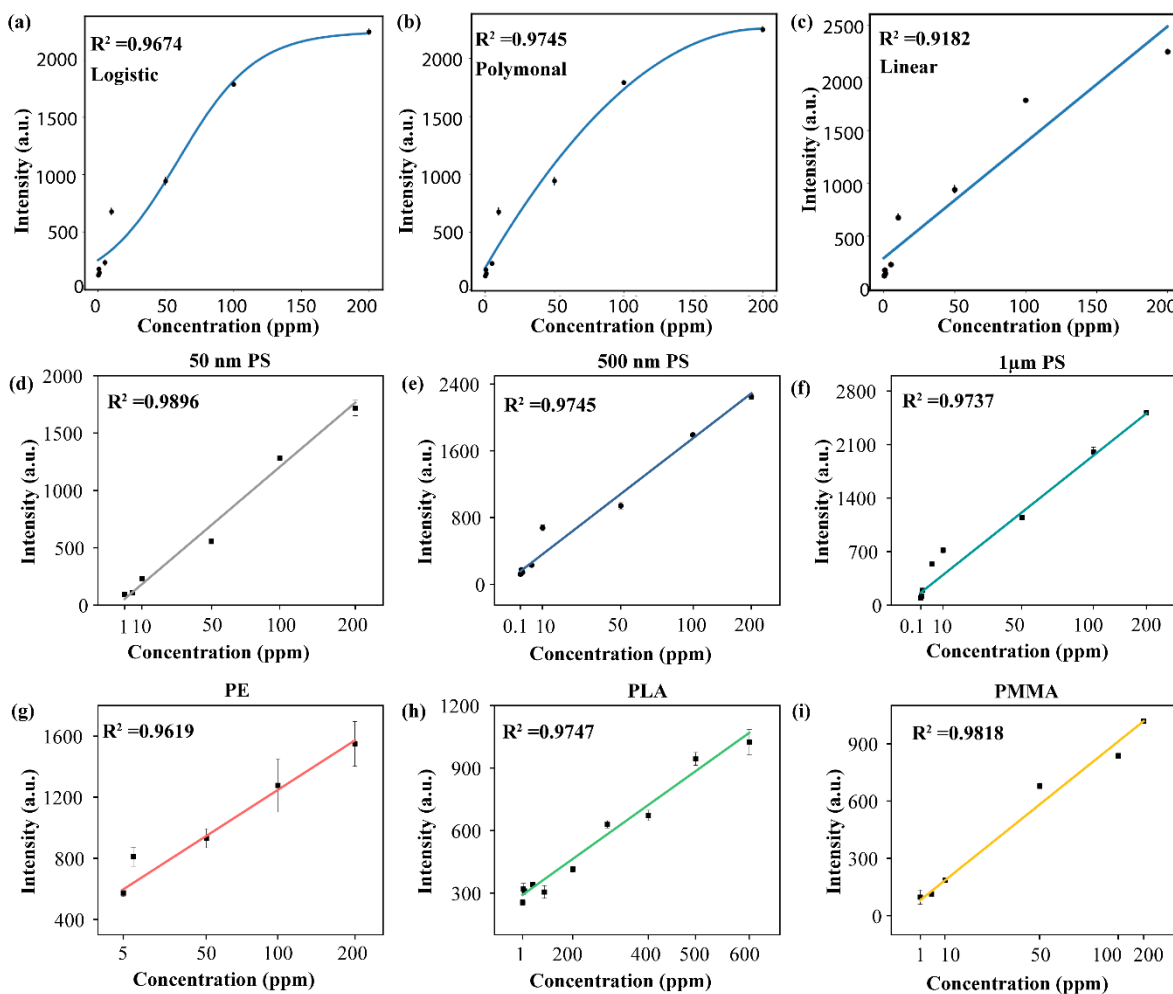 (a)
R² =0.9674
Logistic
Intensity (a.u.)
2000
1500
1000
500
0
0 50 100 150 200
Concentration (ppm)
(b)
R² =0.9745
Polymonal
Intensity (a.u.)
2000
1500
1000
500
0
0 50 100 150 200
Concentration (ppm)
(c)
R² =0.9182
Linear
Intensity (a.u.)
2500
2000
1500
1000
500
0
0 50 100 150 200
Concentration (ppm)
50 nm PS
(d)
R² =0.9896
Intensity (a.u.)
2000
1500
1000
500
0
1 10 50 100 200
Concentration (ppm)
500 nm PS
(e)
R² =0.9745
Intensity (a.u.)
2400
1600
800
0
0.1 10 50 100 200
Concentration (ppm)
1μm PS
(f)
R² =0.9737
Intensity (a.u.)
2800
2100
1400
700
0
0.1 10 50 100 200
Concentration (ppm)
PE
(g)
R² =0.9619
Intensity (a.u.)
1600
1200
800
400
5 50 100 200
Concentration (ppm)
PLA
(h)
R² =0.9747
Intensity (a.u.)
1200
900
600
300
1 200 400 500 600
Concentration (ppm)
PMMA
(i)
R² =0.9818
Intensity (a.u.)
900
600
300
0
1 10 50 100 200
Concentration (ppm)